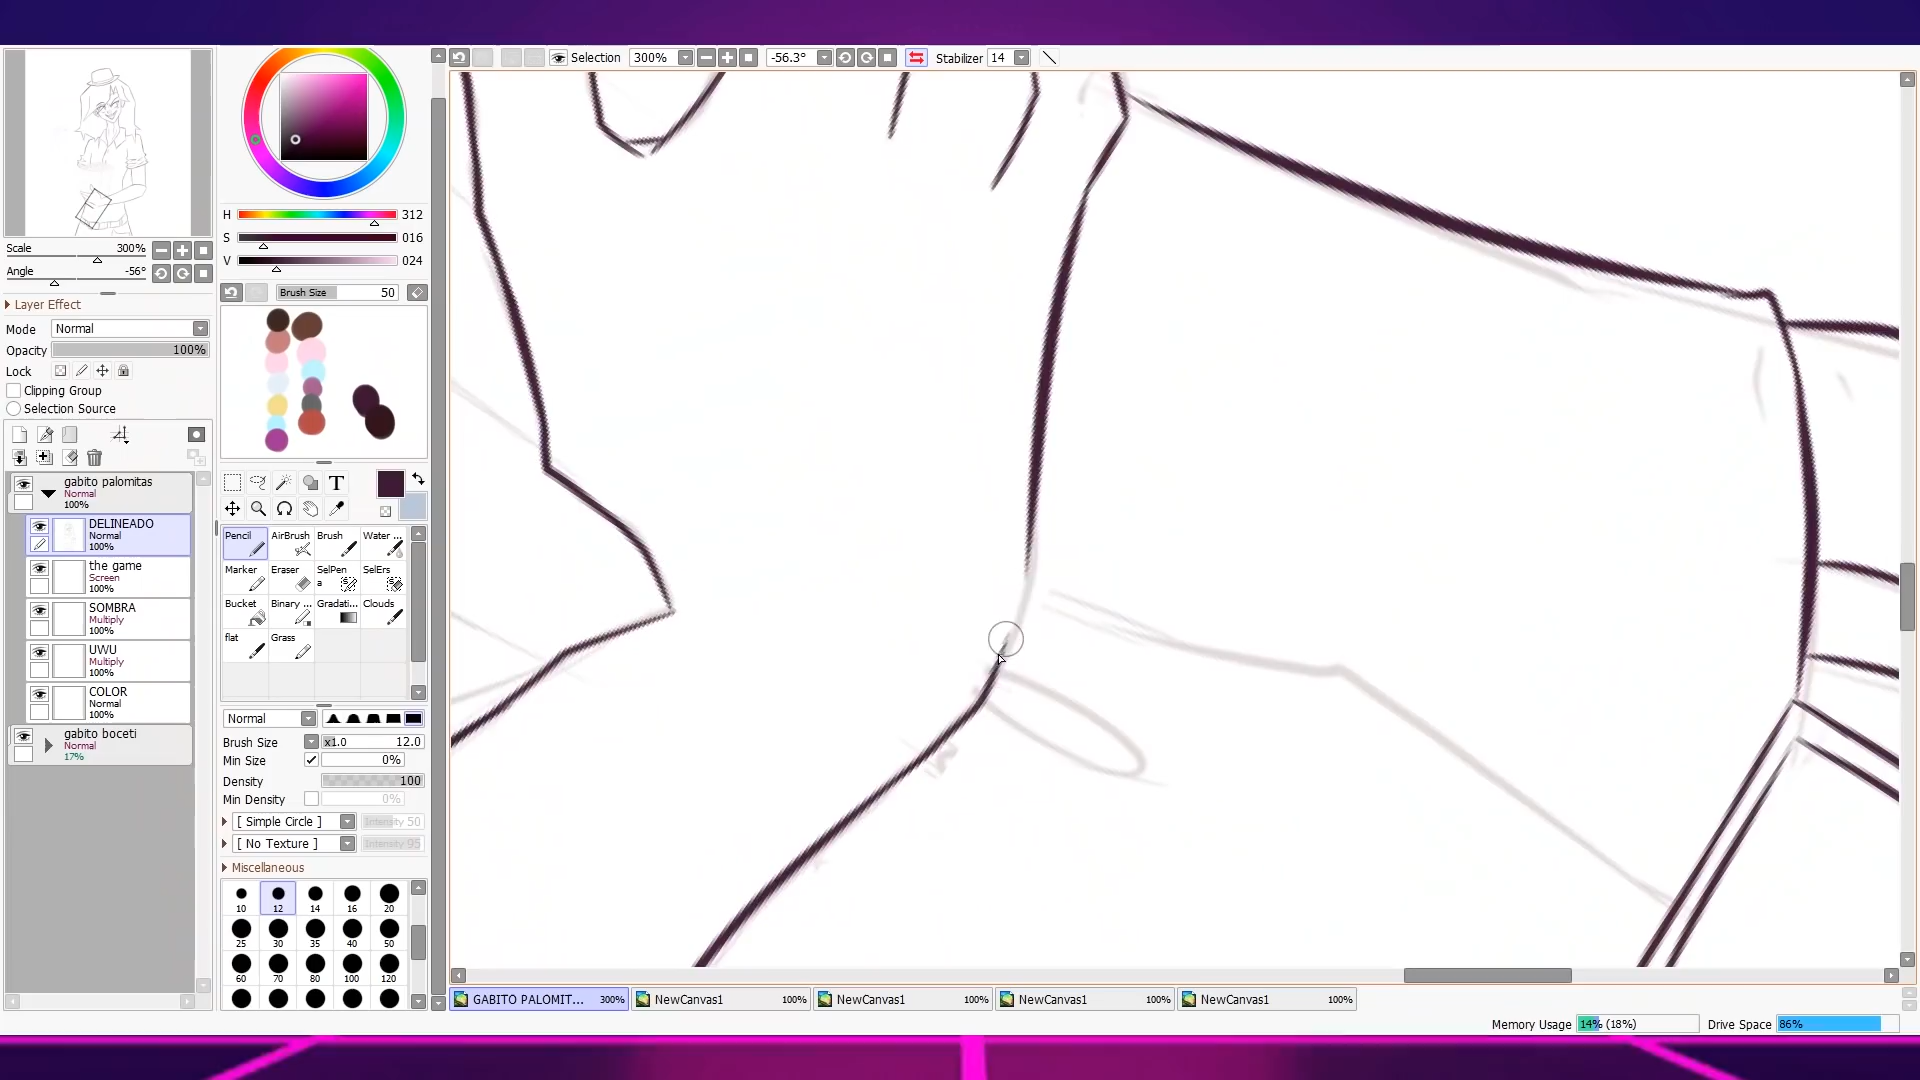 Selection 300% -56.3° Stabilizer 14
Scale 300%
Angle -56°
Layer Effect
Mode Normal
Opacity 100%
Lock
Clipping Group
Selection Source
gabito palomitas
Normal
100%
DELINEADO
Normal
100%
the game
Screen
100%
SOMBRA
Multiply
100%
UWU
Multiply
100%
COLOR
Normal
100%
gabito boceti
Normal
17%
H 312
S 016
V 024
Brush Size 50
T
Pencil AirBrush Brush Water ...
Marker Eraser SelPen SelErs
a
Bucket Binary ... Gradati... Clouds
flat Grass
Normal
Brush Size x1.0 12.0
Min Size 0%
Density 100
Min Density 0%
[ Simple Circle ] Intensity 50
[ No Texture ] Intensity 95
Miscellaneous
10 12 14 16 20
25 30 35 40 50
60 70 80 100 120
GABITO PALOMIT... 300% NewCanvas1 100% NewCanvas1 100% NewCanvas1 100% NewCanvas1 100%
Memory Usage 14% (18%) Drive Space 86%